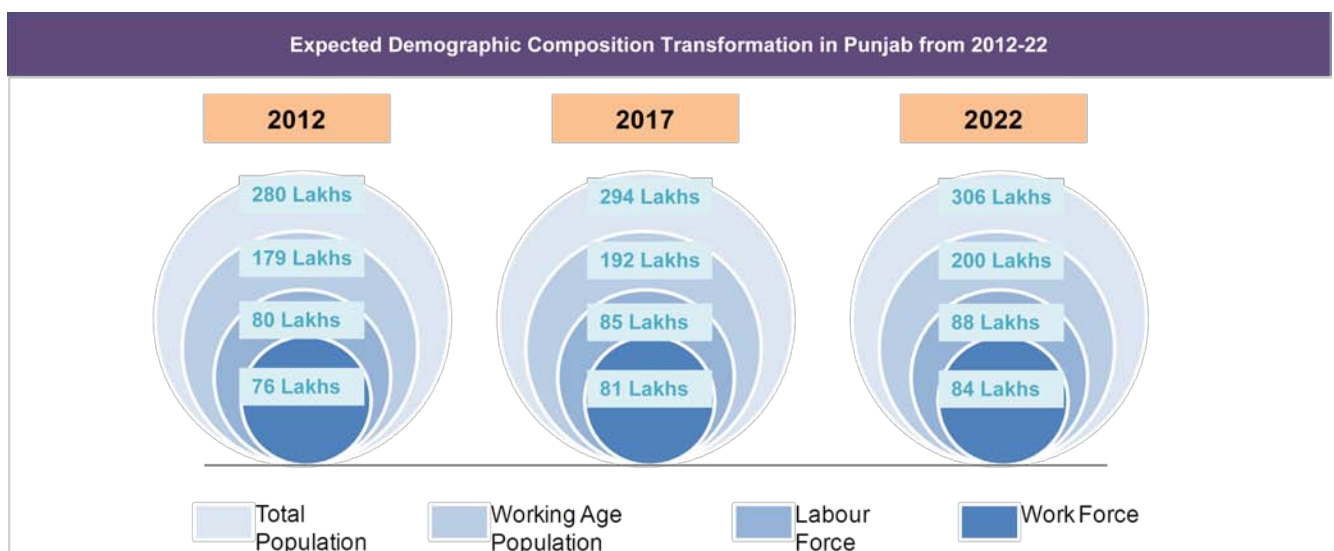 Expected Demographic Composition Transformation in Punjab from 2012-22
2012
2017
2022
280 Lakhs
294 Lakhs
306 Lakhs
179 Lakhs
192 Lakhs
200 Lakhs
80 Lakhs
85 Lakhs
88 Lakhs
76 Lakhs
81 Lakhs
84 Lakhs
Total
Population
Working Age
Population
Labour
Force
Work Force